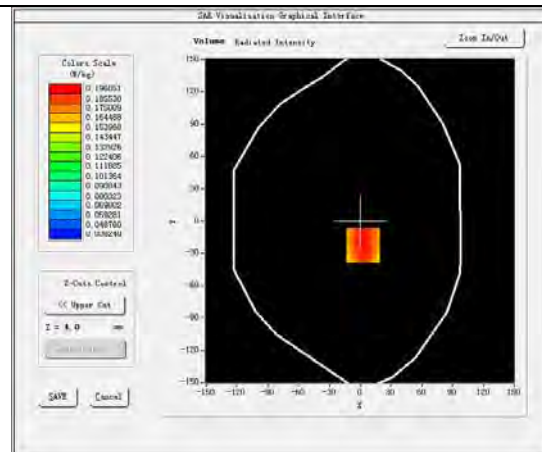 SAR Visualisation Graphical Interface
Volume Radiated Intensity
Zoom In/Out
Colors Scale
(W/kg)
0.196051
0.185530
0.175009
0.164488
0.153968
0.143447
0.132926
0.122406
0.111885
0.101364
0.090843
0.080323
0.069802
0.059281
0.048760
0.038240
Z-Cuts Control
<< Upper Cut
Z = 4.0 mm
SAVE
Cancel
150
90
60
30
0
-30
-60
-90
-120
-150
Y
-150 -120 -90 -60 -30 0 30 60 90 120 150
X